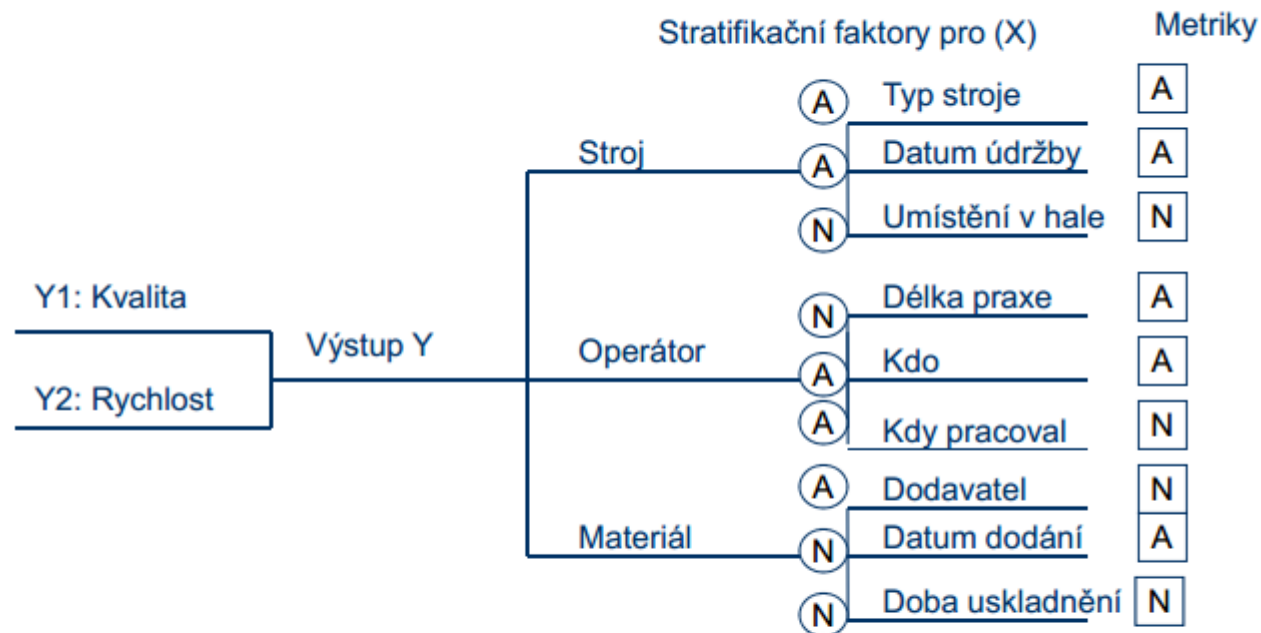 Stratifikační faktory pro (X) Metriky
A Typ stroje A
Stroj A Datum údržby A
N Umístění v hale N
Y1: Kvalita N Délka praxe A
Výstup Y Operátor A Kdo A
Y2: Rychlost A Kdy pracoval N
A Dodavatel N
Materiál N Datum dodání A
N Doba uskladnění N